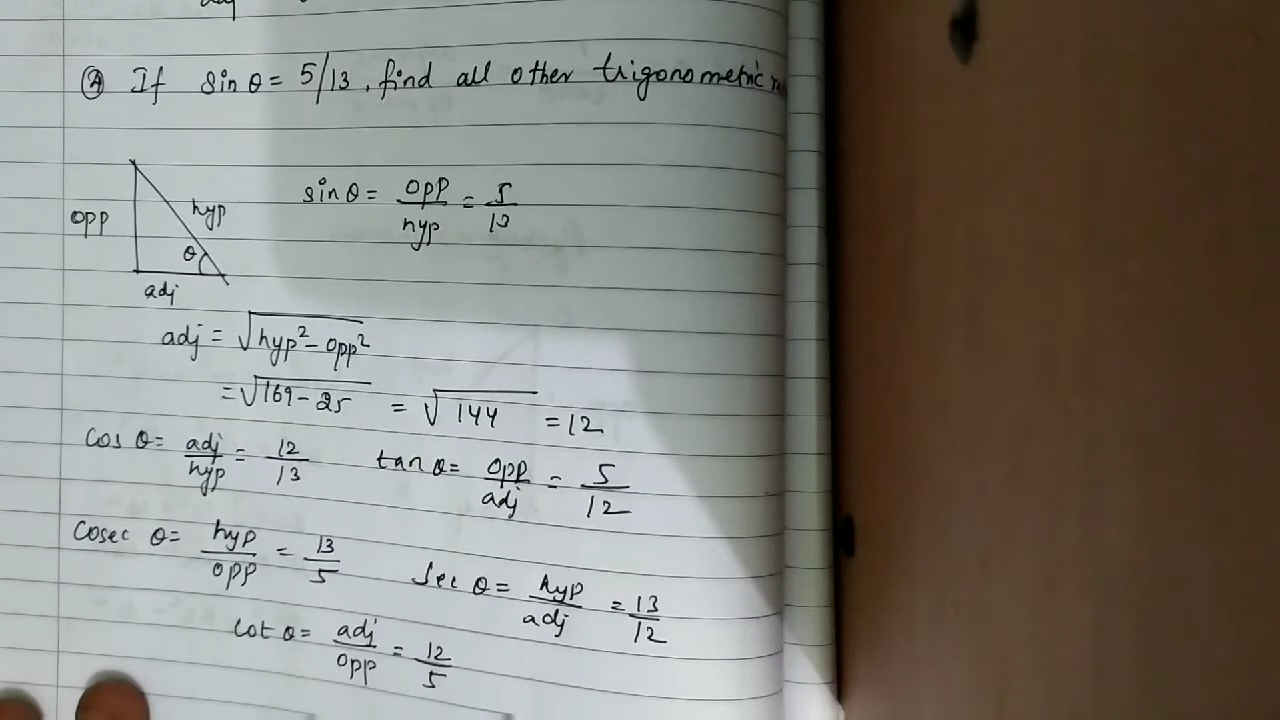 ② If sin θ = 5/13, find all other trigonometric
opp
hyp
θ
adj
sin θ = opp/hyp = 5/13
adj = √(hyp² - opp²)
= √(169 - 25) = √144 = 12
Cos θ = adj/hyp = 12/13 tan θ = opp/adj = 5/12
Cosec θ = hyp/opp = 13/5 Sec θ = hyp/adj = 13/12
Cot θ = adj/opp = 12/5